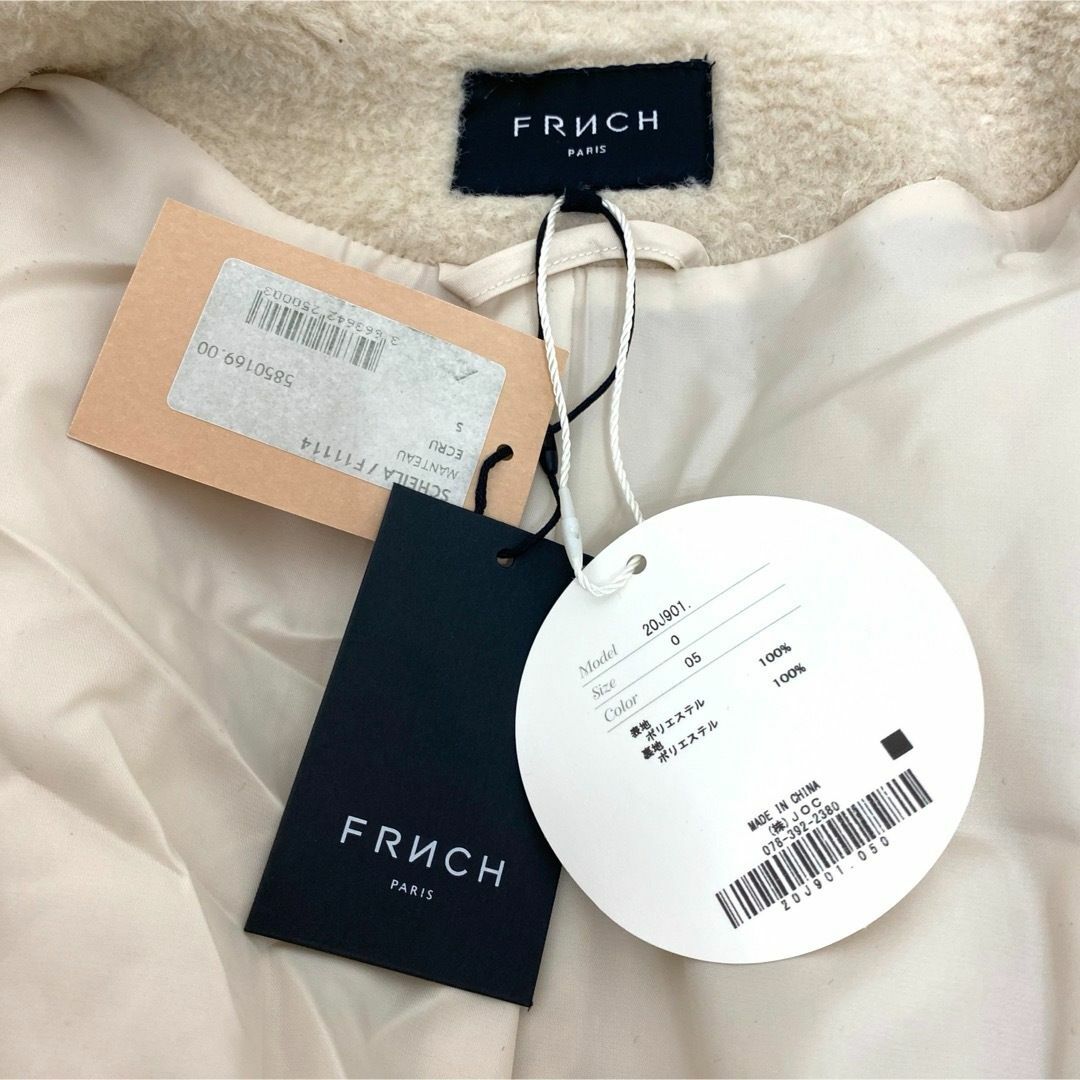 FRИCH
PARIS
SCHEILA / F11114
MANTEAU
ECRU
S
5850169.00
3 663642 250003
FRИCH
PARIS
Model 20J901.
Size 0
Color 05
表地
ポリエステル 100%
裏地
ポリエステル 100%
MADE IN CHINA
(株)JOC
078-392-2380
20J901.050